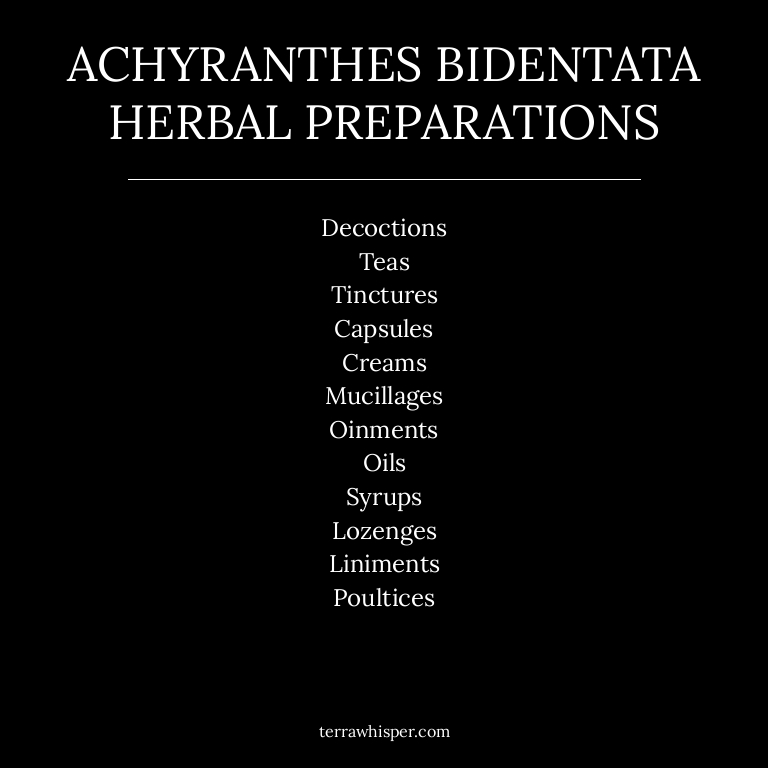 ACHYRANTHES BIDENTATA
HERBAL PREPARATIONS
Decoctions
Teas
Tinctures
Capsules
Creams
Mucillages
Oinments
Oils
Syrups
Lozenges
Liniments
Poultices
terrawhisper.com